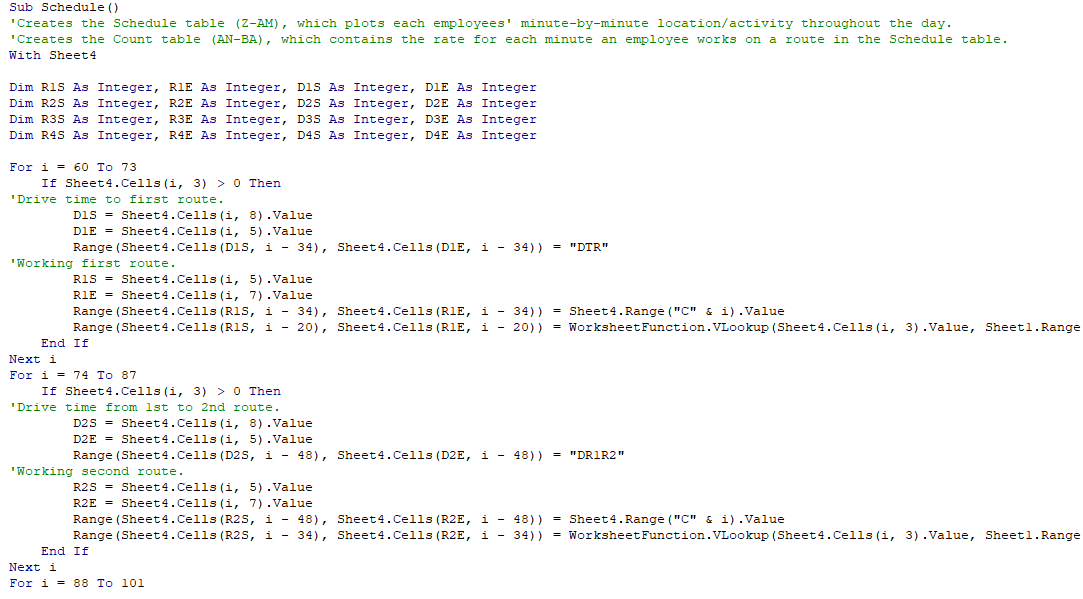 Sub Schedule()
'Creates the Schedule table (Z-AM), which plots each employees' minute-by-minute location/activity throughout the day.
'Creates the Count table (AN-BA), which contains the rate for each minute an employee works on a route in the Schedule table.
With Sheet4
Dim R1S As Integer, R1E As Integer, D1S As Integer, D1E As Integer
Dim R2S As Integer, R2E As Integer, D2S As Integer, D2E As Integer
Dim R3S As Integer, R3E As Integer, D3S As Integer, D3E As Integer
Dim R4S As Integer, R4E As Integer, D4S As Integer, D4E As Integer
For i = 60 To 73
    If Sheet4.Cells(i, 3) > 0 Then
'Drive time to first route.
        D1S = Sheet4.Cells(i, 8).Value
        D1E = Sheet4.Cells(i, 5).Value
        Range(Sheet4.Cells(D1S, i - 34), Sheet4.Cells(D1E, i - 34)) = "DTR"
'Working first route.
        R1S = Sheet4.Cells(i, 5).Value
        R1E = Sheet4.Cells(i, 7).Value
        Range(Sheet4.Cells(R1S, i - 34), Sheet4.Cells(R1E, i - 34)) = Sheet4.Range("C" & i).Value
        Range(Sheet4.Cells(R1S, i - 20), Sheet4.Cells(R1E, i - 20)) = WorksheetFunction.VLookup(Sheet4.Cells(i, 3).Value, Sheet1.Range
    End If
Next i
For i = 74 To 87
    If Sheet4.Cells(i, 3) > 0 Then
'Drive time from 1st to 2nd route.
        D2S = Sheet4.Cells(i, 8).Value
        D2E = Sheet4.Cells(i, 5).Value
        Range(Sheet4.Cells(D2S, i - 48), Sheet4.Cells(D2E, i - 48)) = "DR1R2"
'Working second route.
        R2S = Sheet4.Cells(i, 5).Value
        R2E = Sheet4.Cells(i, 7).Value
        Range(Sheet4.Cells(R2S, i - 48), Sheet4.Cells(R2E, i - 48)) = Sheet4.Range("C" & i).Value
        Range(Sheet4.Cells(R2S, i - 34), Sheet4.Cells(R2E, i - 34)) = WorksheetFunction.VLookup(Sheet4.Cells(i, 3).Value, Sheet1.Range
    End If
Next i
For i = 88 To 101